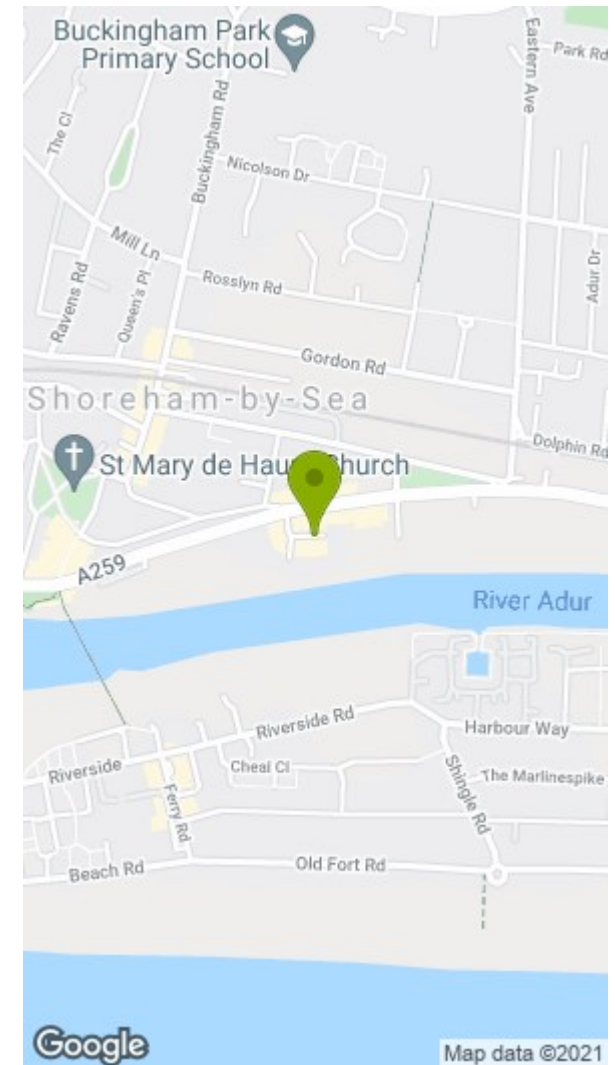 Buckingham Park
Primary School
Park Rd
Eastern Ave
The Cl
Buckingham Rd
Nicolson Dr
Mill Ln
Adur Dr
Ravens Rd
Queen's Pl
Rosslyn Rd
Gordon Rd
Shoreham-by-Sea
Dolphin Rd
St Mary de Hau Church
A259
River Adur
Riverside Rd
Harbour Way
Riverside
Cheal Cl
The Marlinespike
Shingle Rd
Ferry Rd
Beach Rd
Old Fort Rd
Google
Map data ©2021